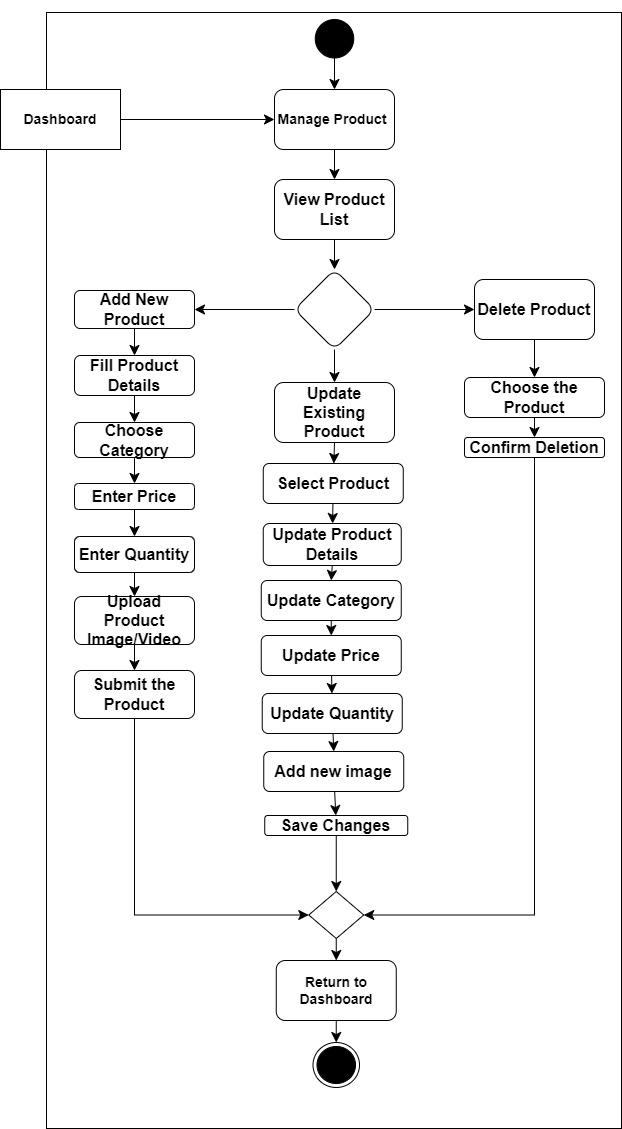 Dashboard
Manage Product
View Product
List
Add New
Product
Fill Product
Details
Choose
Category
Enter Price
Enter Quantity
Upload
Product
Image/Video
Submit the
Product
Update
Existing
Product
Select Product
Update Product
Details
Update Category
Update Price
Update Quantity
Add new image
Save Changes
Delete Product
Choose the
Product
Confirm Deletion
Return to
Dashboard